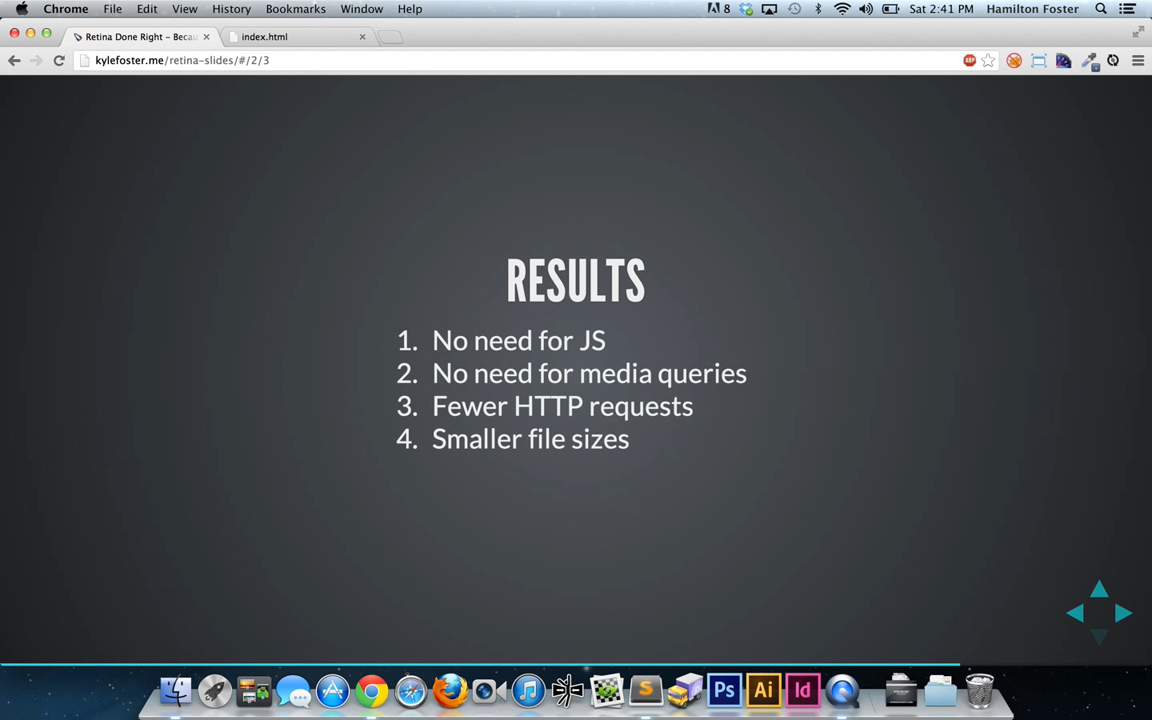 Chrome File Edit View History Bookmarks Window Help 8 Sat 2:41 PM Hamilton Foster
Retina Done Right – Becau index.html
kylefoster.me/retina-slides/#/2/3 ABP
RESULTS
1. No need for JS
2. No need for media queries
3. Fewer HTTP requests
4. Smaller file sizes
S Ps Ai Id